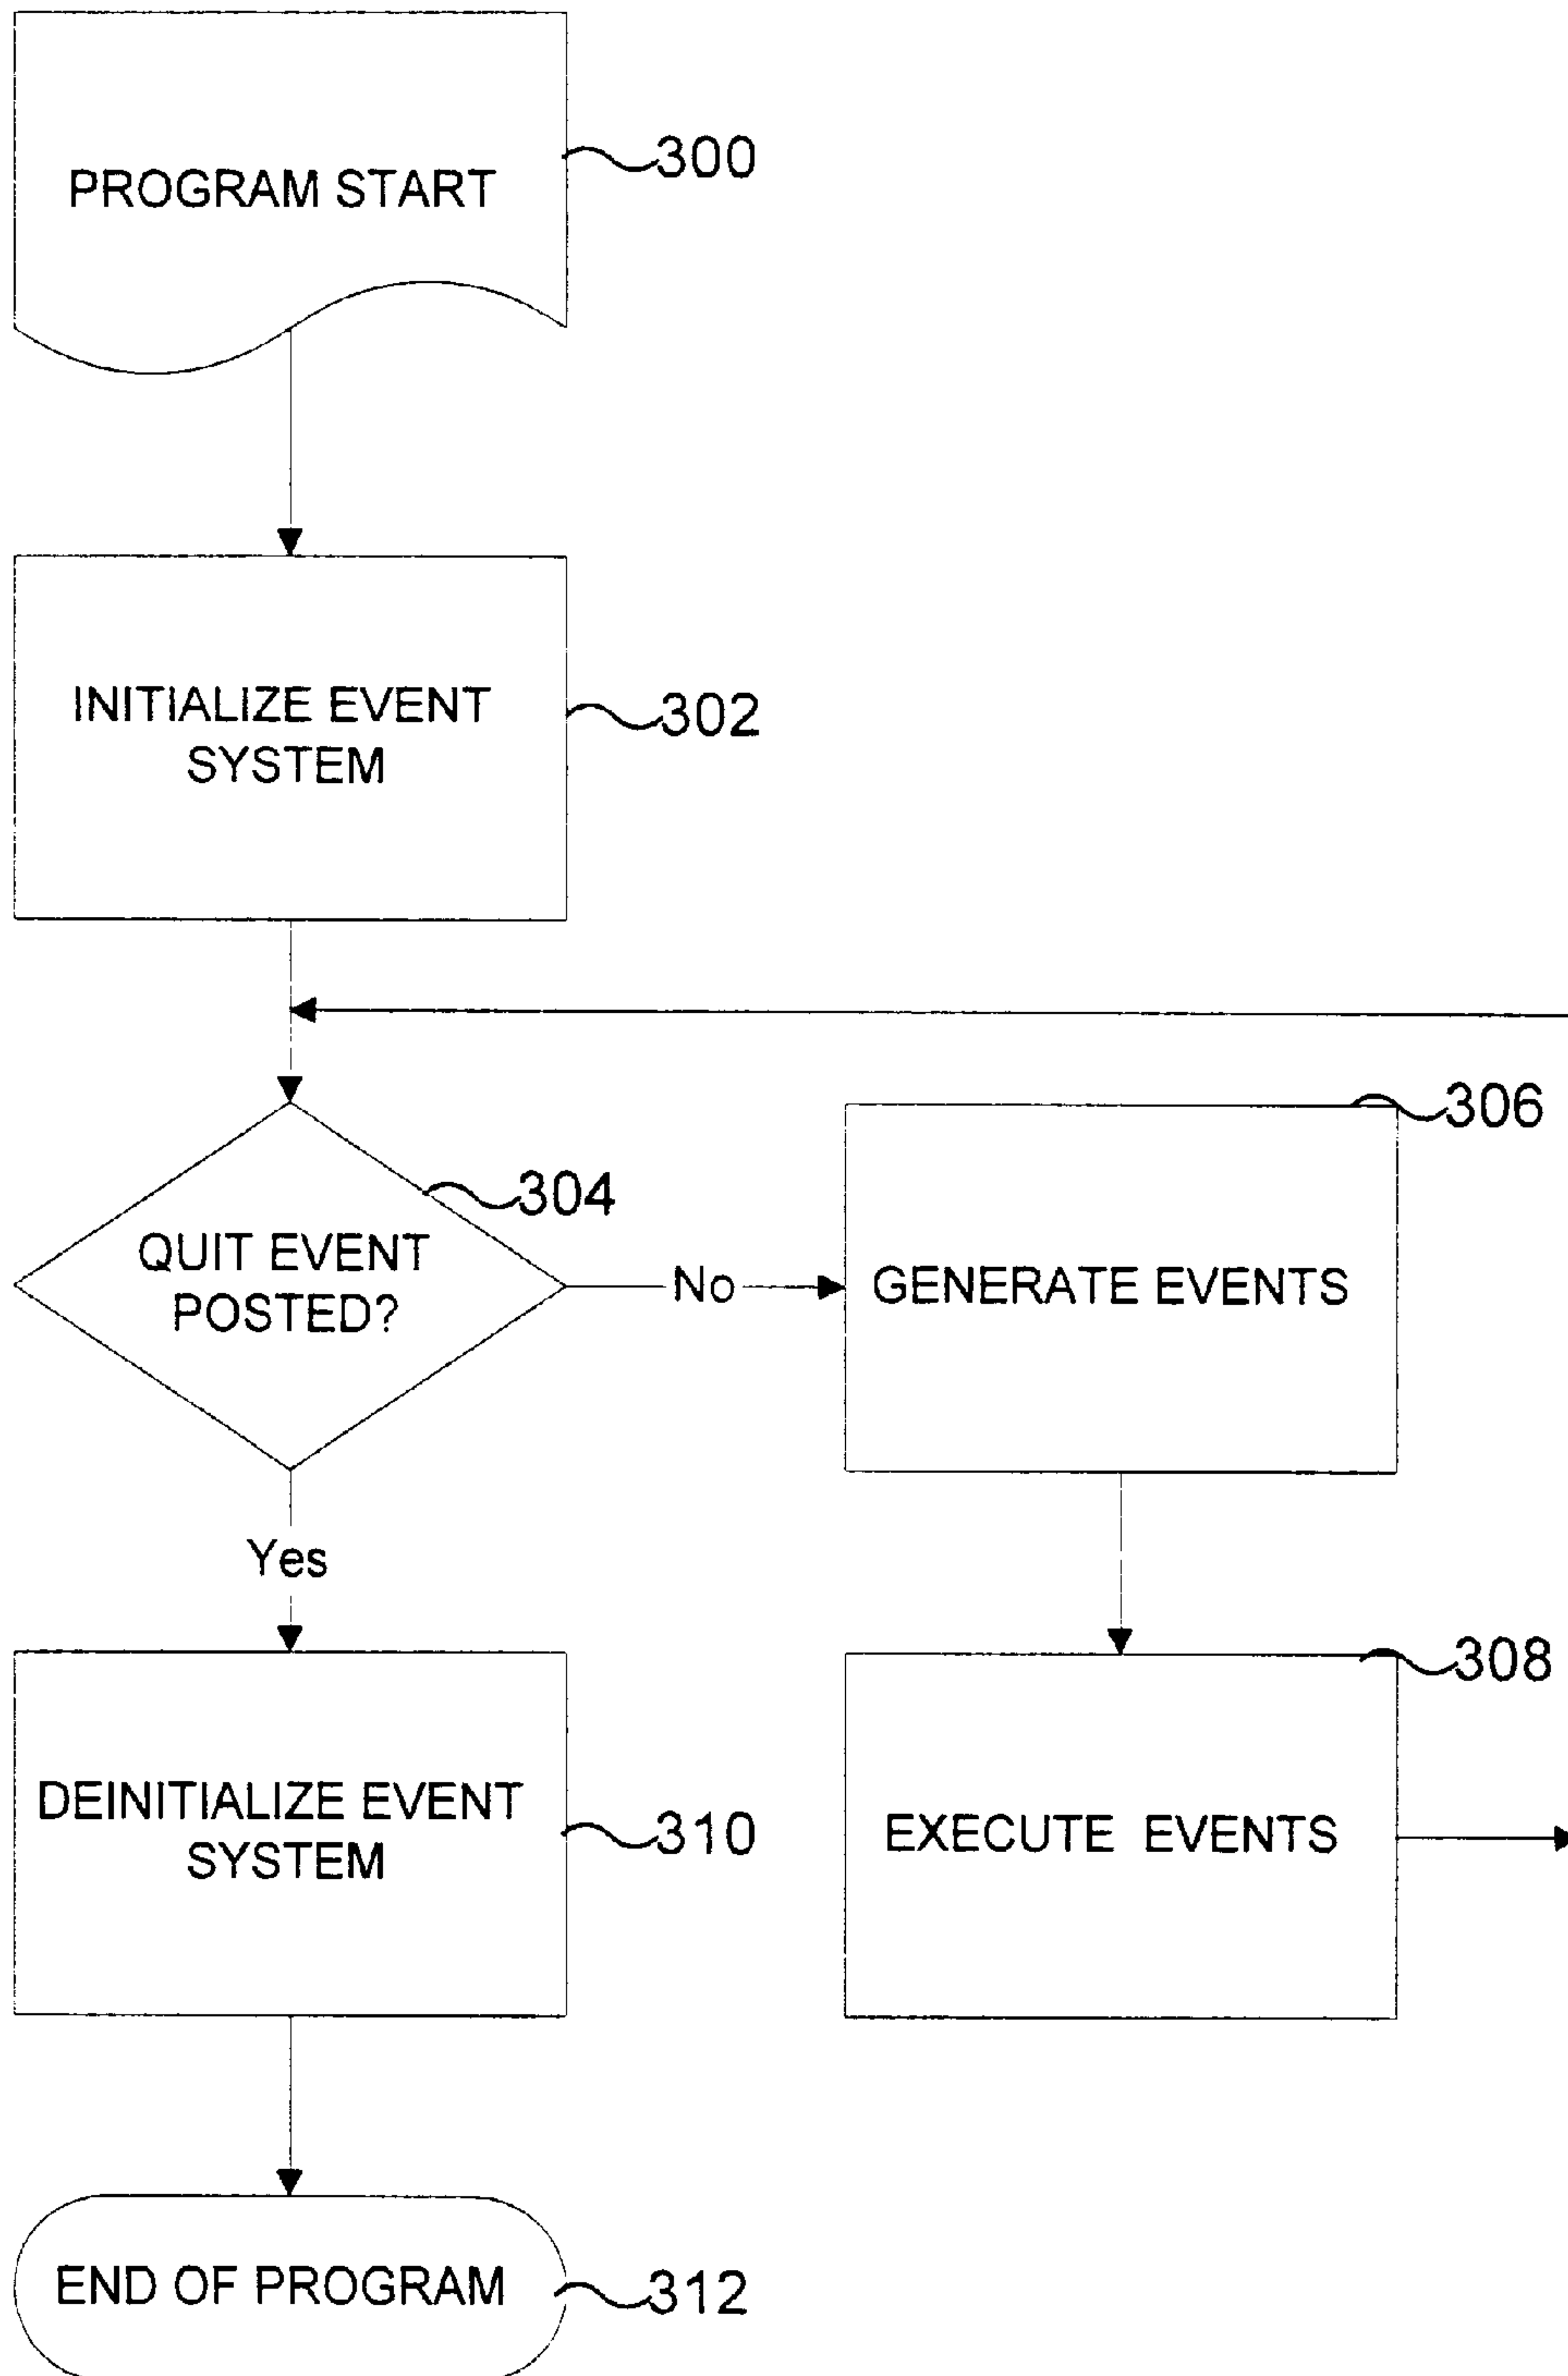 PROGRAM START
300
INITIALIZE EVENT
SYSTEM
302
306
304
QUIT EVENT
POSTED?
No
GENERATE EVENTS
Yes
308
DEINITIALIZE EVENT
SYSTEM
310
EXECUTE EVENTS
END OF PROGRAM
312